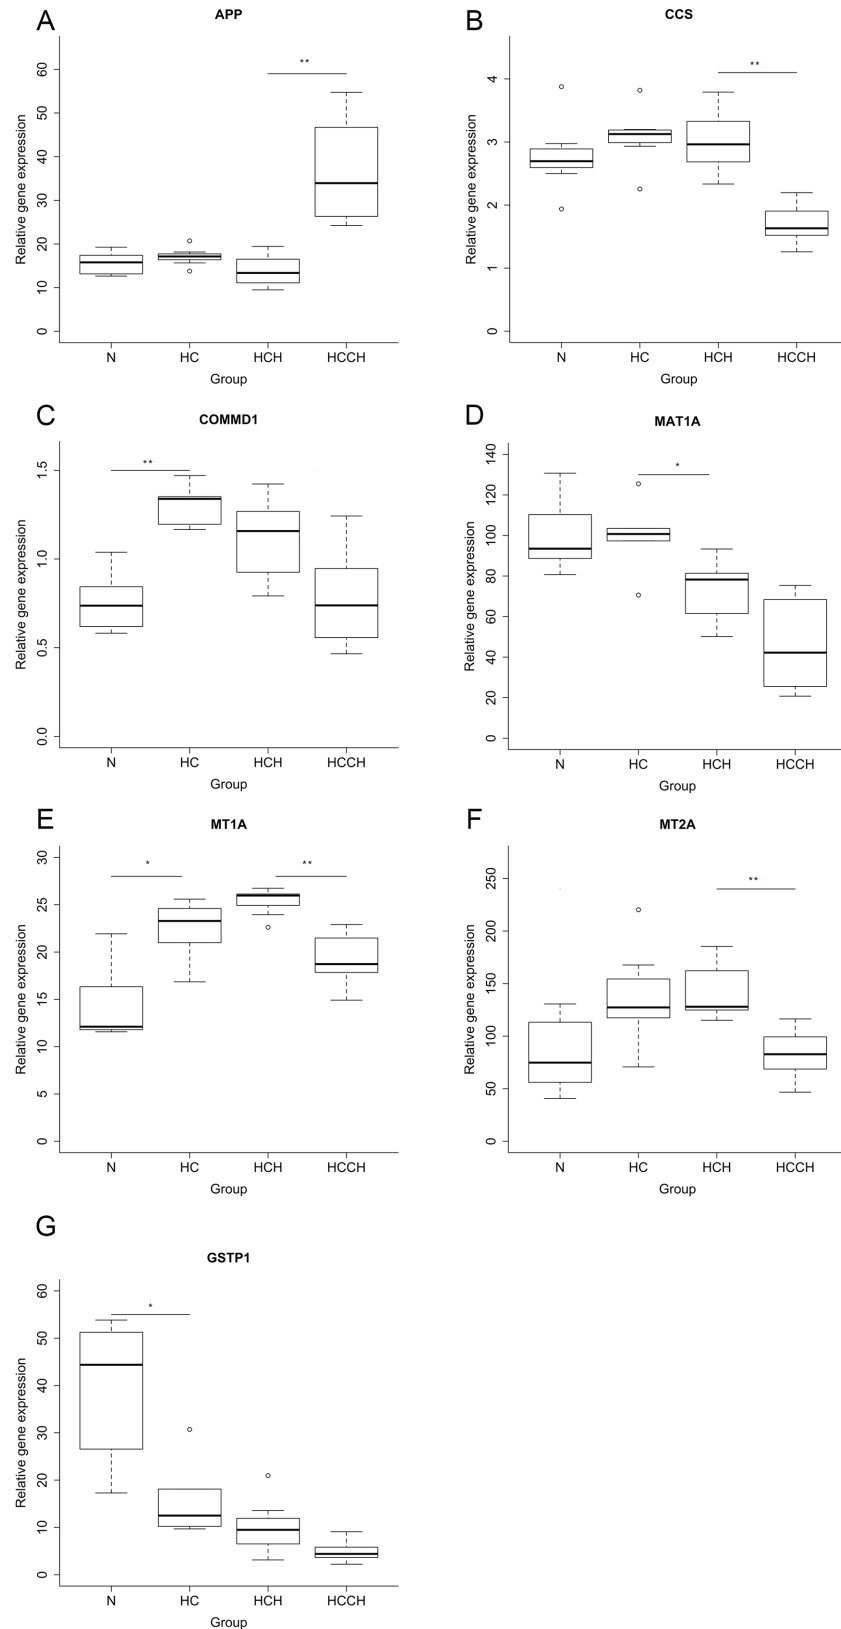 A
APP
Relative gene expression
60
50
40
30
20
10
0
**
N HC HCH HCCH
Group
B
CCS
Relative gene expression
4
3
2
1
0
**
N HC HCH HCCH
Group
C
COMMD1
Relative gene expression
1.5
1.0
0.5
0.0
**
N HC HCH HCCH
Group
D
MAT1A
Relative gene expression
140
120
100
80
60
40
20
0
*
N HC HCH HCCH
Group
E
MT1A
Relative gene expression
30
25
20
15
10
5
0
* **
N HC HCH HCCH
Group
F
MT2A
Relative gene expression
250
200
150
100
50
0
**
N HC HCH HCCH
Group
G
GSTP1
Relative gene expression
60
50
40
30
20
10
0
*
N HC HCH HCCH
Group